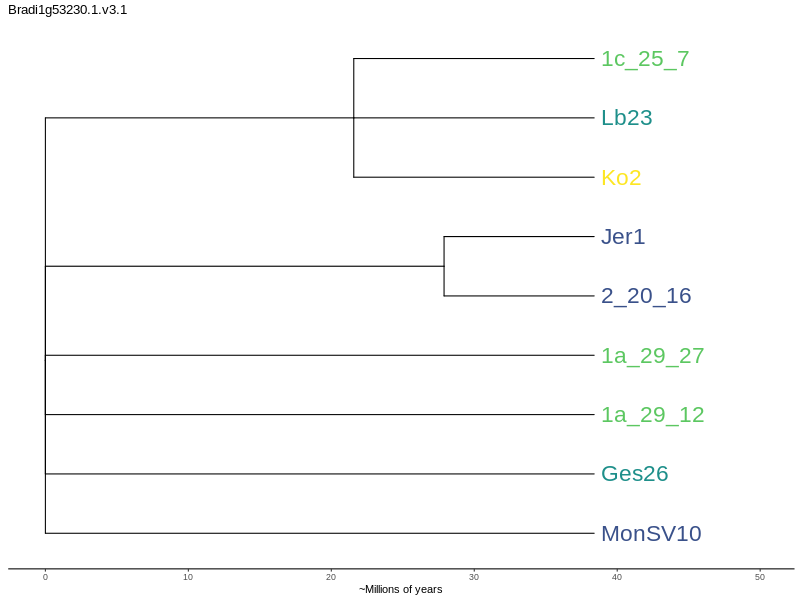 Bradi1g53230.1.v3.1
1c_25_7
Lb23
Ko2
Jer1
2_20_16
1a_29_27
1a_29_12
Ges26
MonSV10
0 10 20 30 40 50
~Millions of years